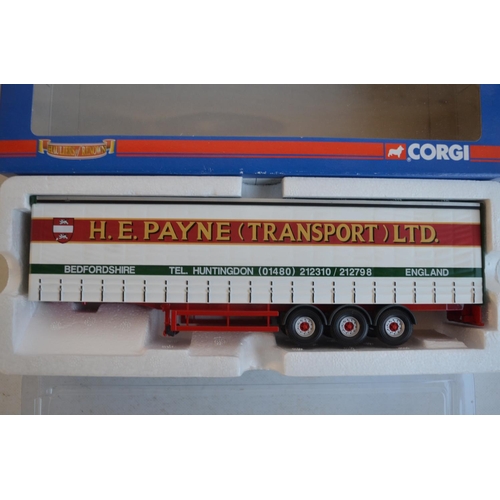 CORGI
H. E. PAYNE (TRANSPORT) LTD.
BEDFORDSHIRE TEL. HUNTINGDON (01480) 212310 / 212798 ENGLAND